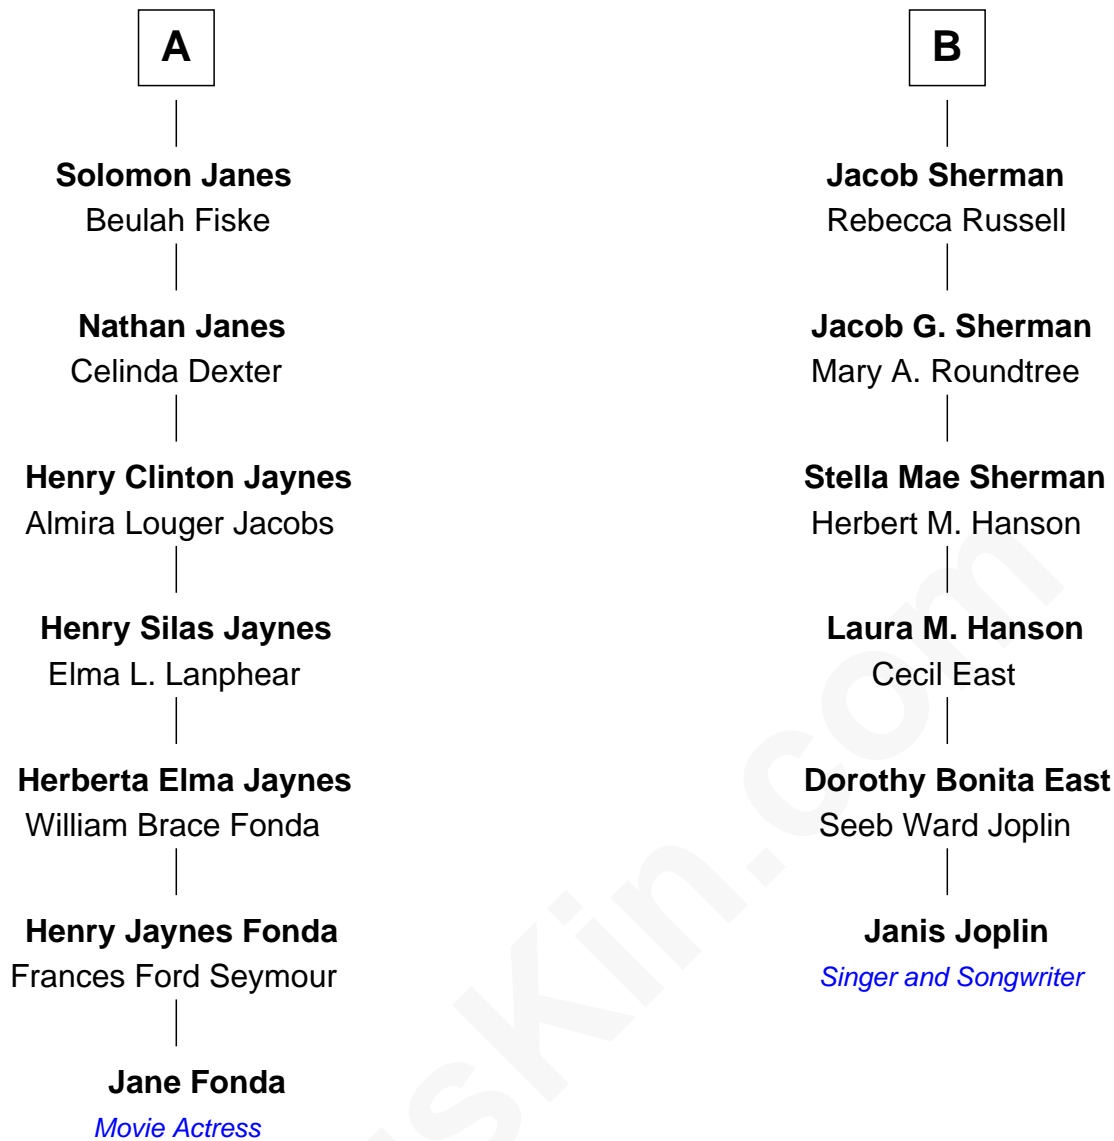 A
Solomon Janes
Beulah Fiske
Nathan Janes
Celinda Dexter
Henry Clinton Jaynes
Almira Louger Jacobs
Henry Silas Jaynes
Elma L. Lanphear
Herberta Elma Jaynes
William Brace Fonda
Henry Jaynes Fonda
Frances Ford Seymour
Jane Fonda
Movie Actress
B
Jacob Sherman
Rebecca Russell
Jacob G. Sherman
Mary A. Roundtree
Stella Mae Sherman
Herbert M. Hanson
Laura M. Hanson
Cecil East
Dorothy Bonita East
Seeb Ward Joplin
Janis Joplin
Singer and Songwriter
sKin.com